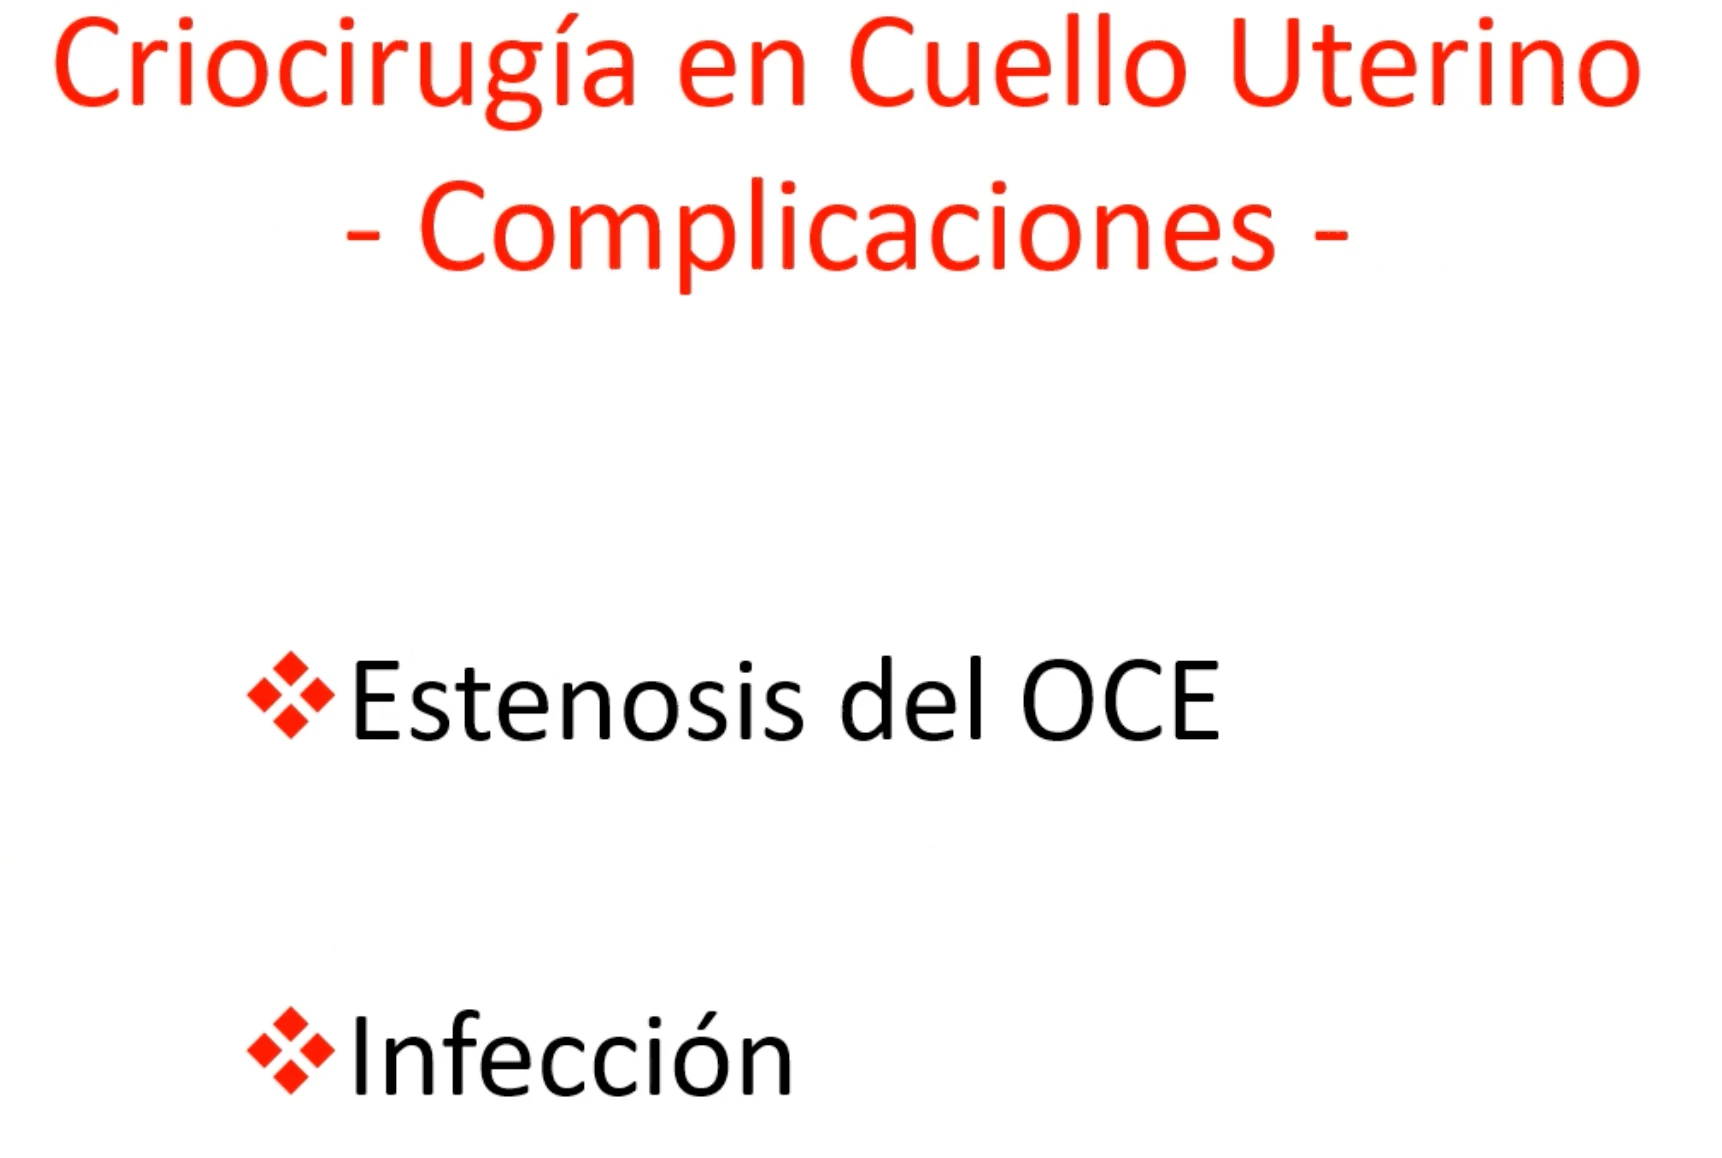 Criocirugía en Cuello Uterino
- Complicaciones -
❖Estenosis del OCE
❖Infección